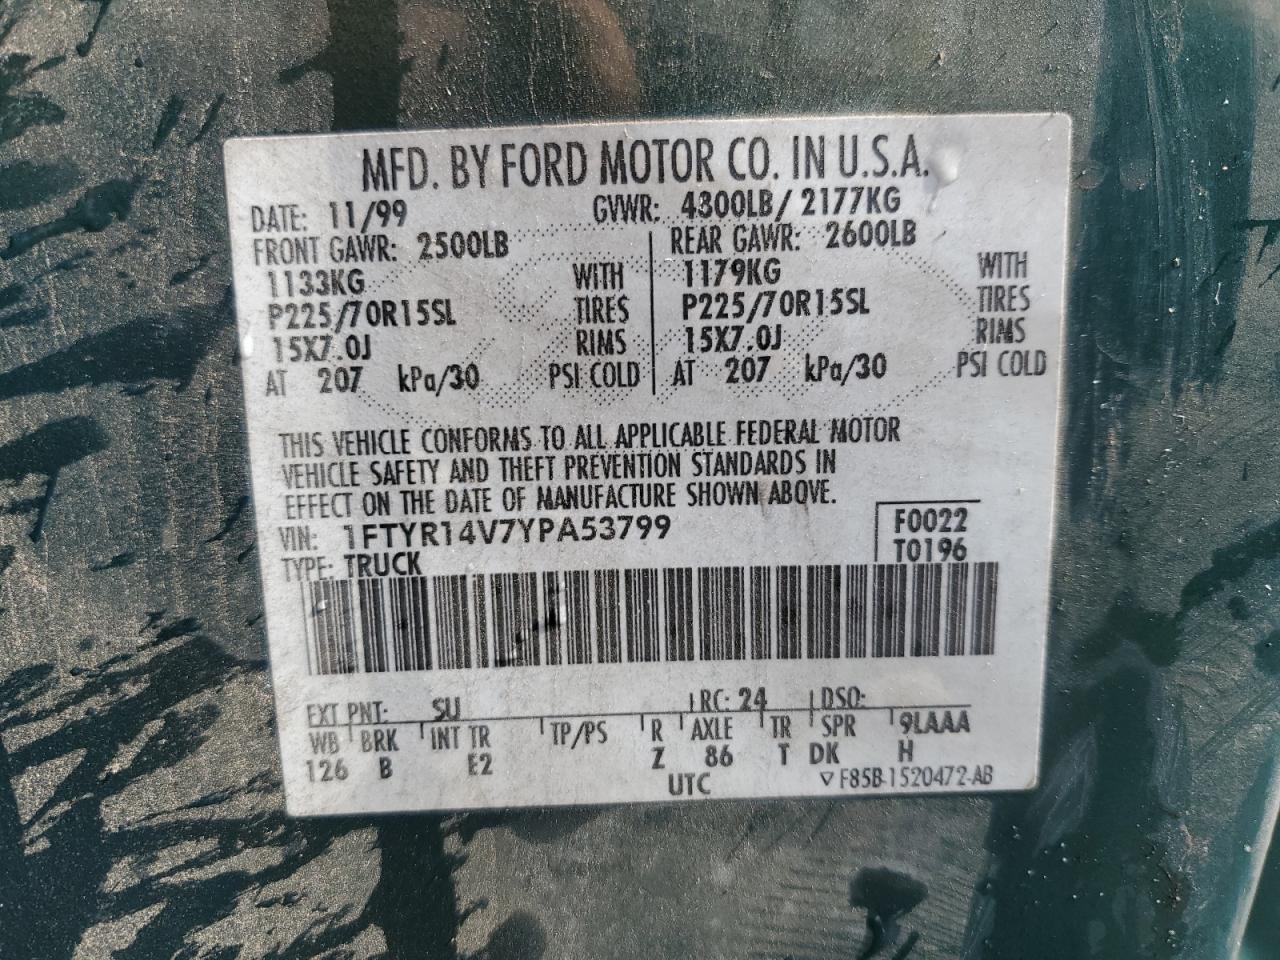 MFD. BY FORD MOTOR CO. IN U.S.A.
DATE: 11/99 GVWR: 4300LB/ 2177KG
FRONT GAWR: 2500LB REAR GAWR: 2600LB
1133KG WITH 1179KG WITH
P225/70R15SL TIRES P225/70R15SL TIRES
15X7.0J RIMS 15X7.0J RIMS
AT 207 kPa/30 PSI COLD AT 207 kPa/30 PSI COLD
THIS VEHICLE CONFORMS TO ALL APPLICABLE FEDERAL MOTOR
VEHICLE SAFETY AND THEFT PREVENTION STANDARDS IN
EFFECT ON THE DATE OF MANUFACTURE SHOWN ABOVE.
VIN: 1FTYR14V7YPA53799 F0022
TYPE: TRUCK T0196
EXT PNT: SU RC: 24 DSO:
WB BRK INT TR TP/PS R AXLE TR SPR 9LAAA
126 B E2 Z 86 T DK H
UTC F85B-1520472-AB